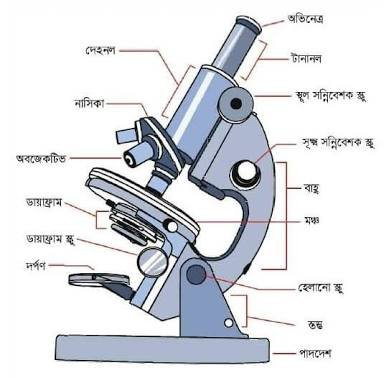 অভিনেত্র
দেহনল
টানানল
স্থুল সন্নিবেশক স্ক্রু
নাসিকা
সূক্ষ্ম সন্নিবেশক স্ক্রু
অবজেকটিভ
বাহু
ডায়াফ্রাম
মঞ্চ
ডায়াফ্রাম স্ক্রু
দর্পণ
হেলানো স্ক্রু
স্তম্ভ
পাদদেশ